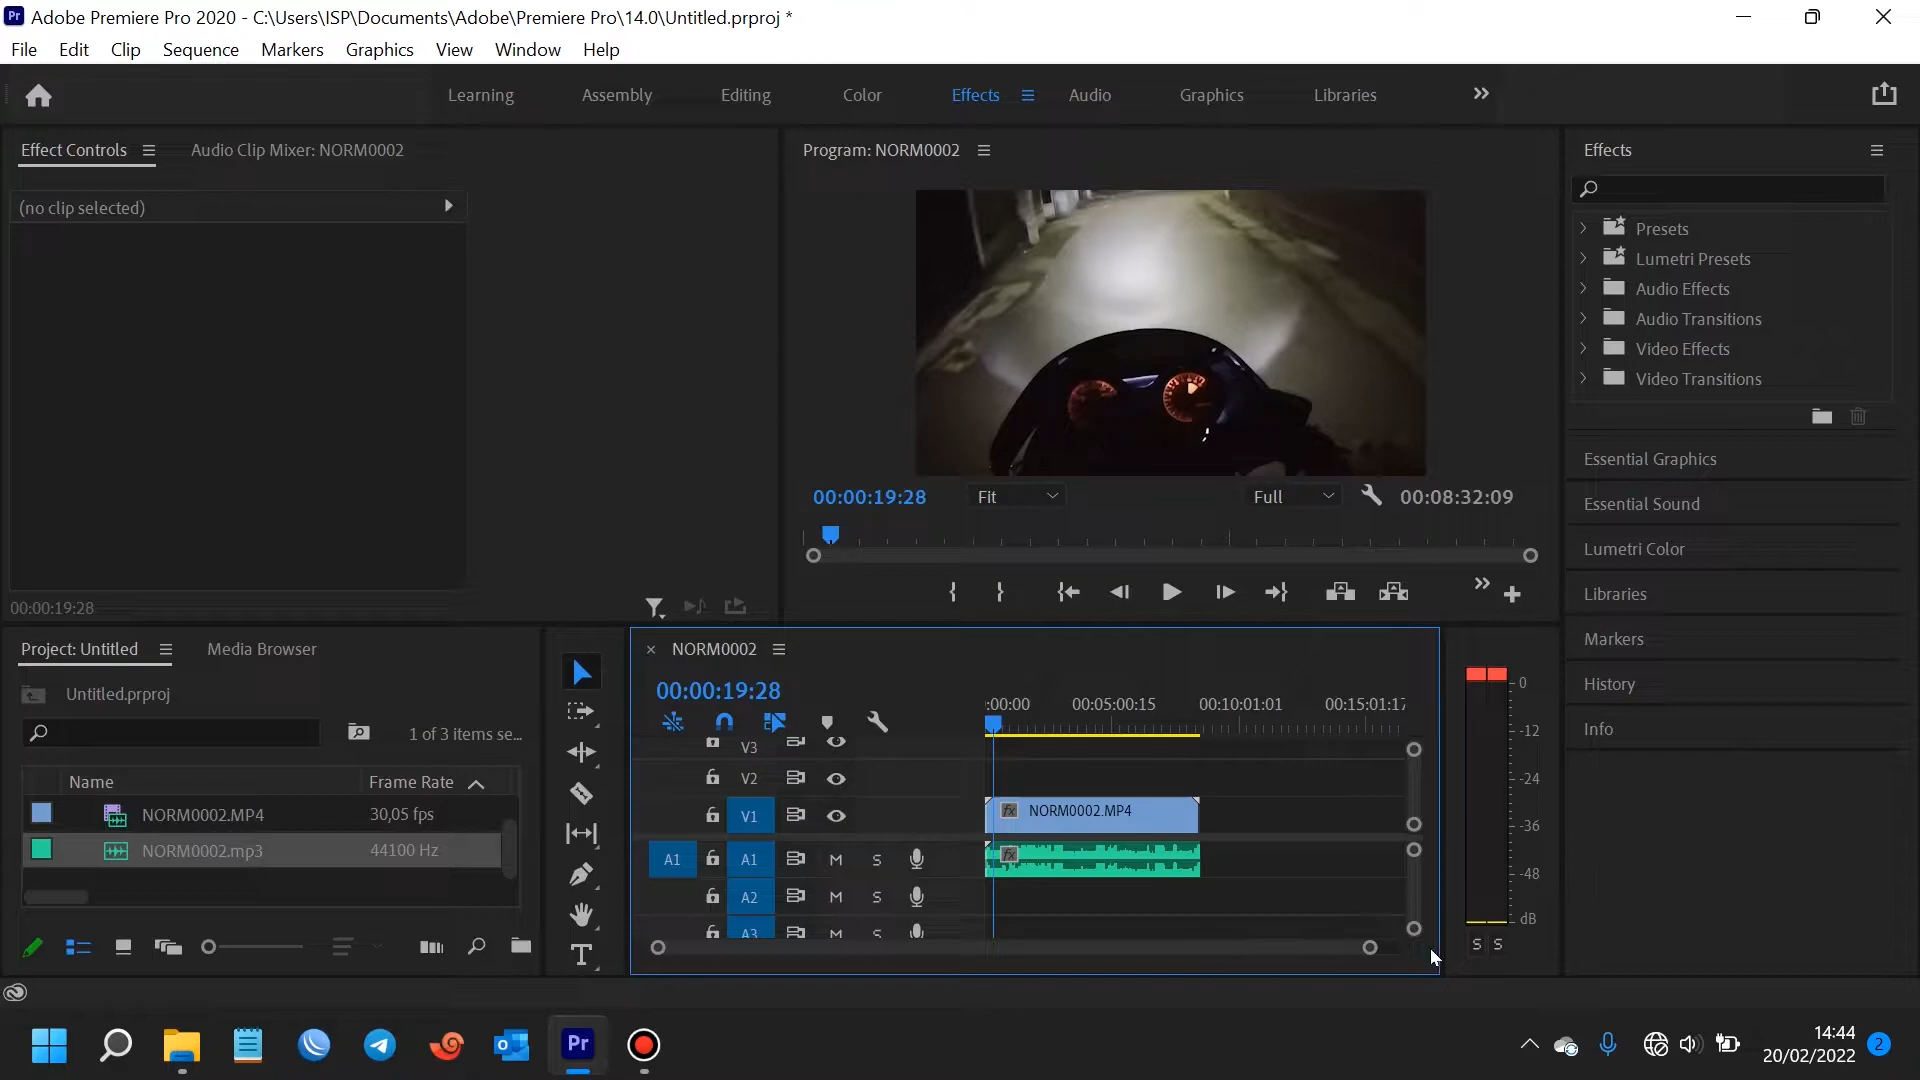 Adobe Premiere Pro 2020 - C:\Users\ISP\Documents\Adobe\Premiere Pro\14.0\Untitled.prproj *
File Edit Clip Sequence Markers Graphics View Window Help
Learning Assembly Editing Color Effects Audio Graphics Libraries
Effect Controls Audio Clip Mixer: NORM0002
(no clip selected)
00:00:19:28
Program: NORM0002
00:00:19:28 Fit Full 00:08:32:09
Effects
Presets
Lumetri Presets
Audio Effects
Audio Transitions
Video Effects
Video Transitions
Essential Graphics
Essential Sound
Lumetri Color
Libraries
Markers
History
Info
Project: Untitled Media Browser
Untitled.prproj
1 of 3 items se...
Name Frame Rate
NORM0002.MP4 30,05 fps
NORM0002.mp3 44100 Hz
NORM0002
00:00:19:28
:00:00 00:05:00:15 00:10:01:01 00:15:01:17
V3
V2
V1 fx NORM0002.MP4
A1 A1 M S fx
A2 M S
A3 M S
0
-12
-24
-36
-48
dB
S S
Pr
14:44
20/02/2022 2